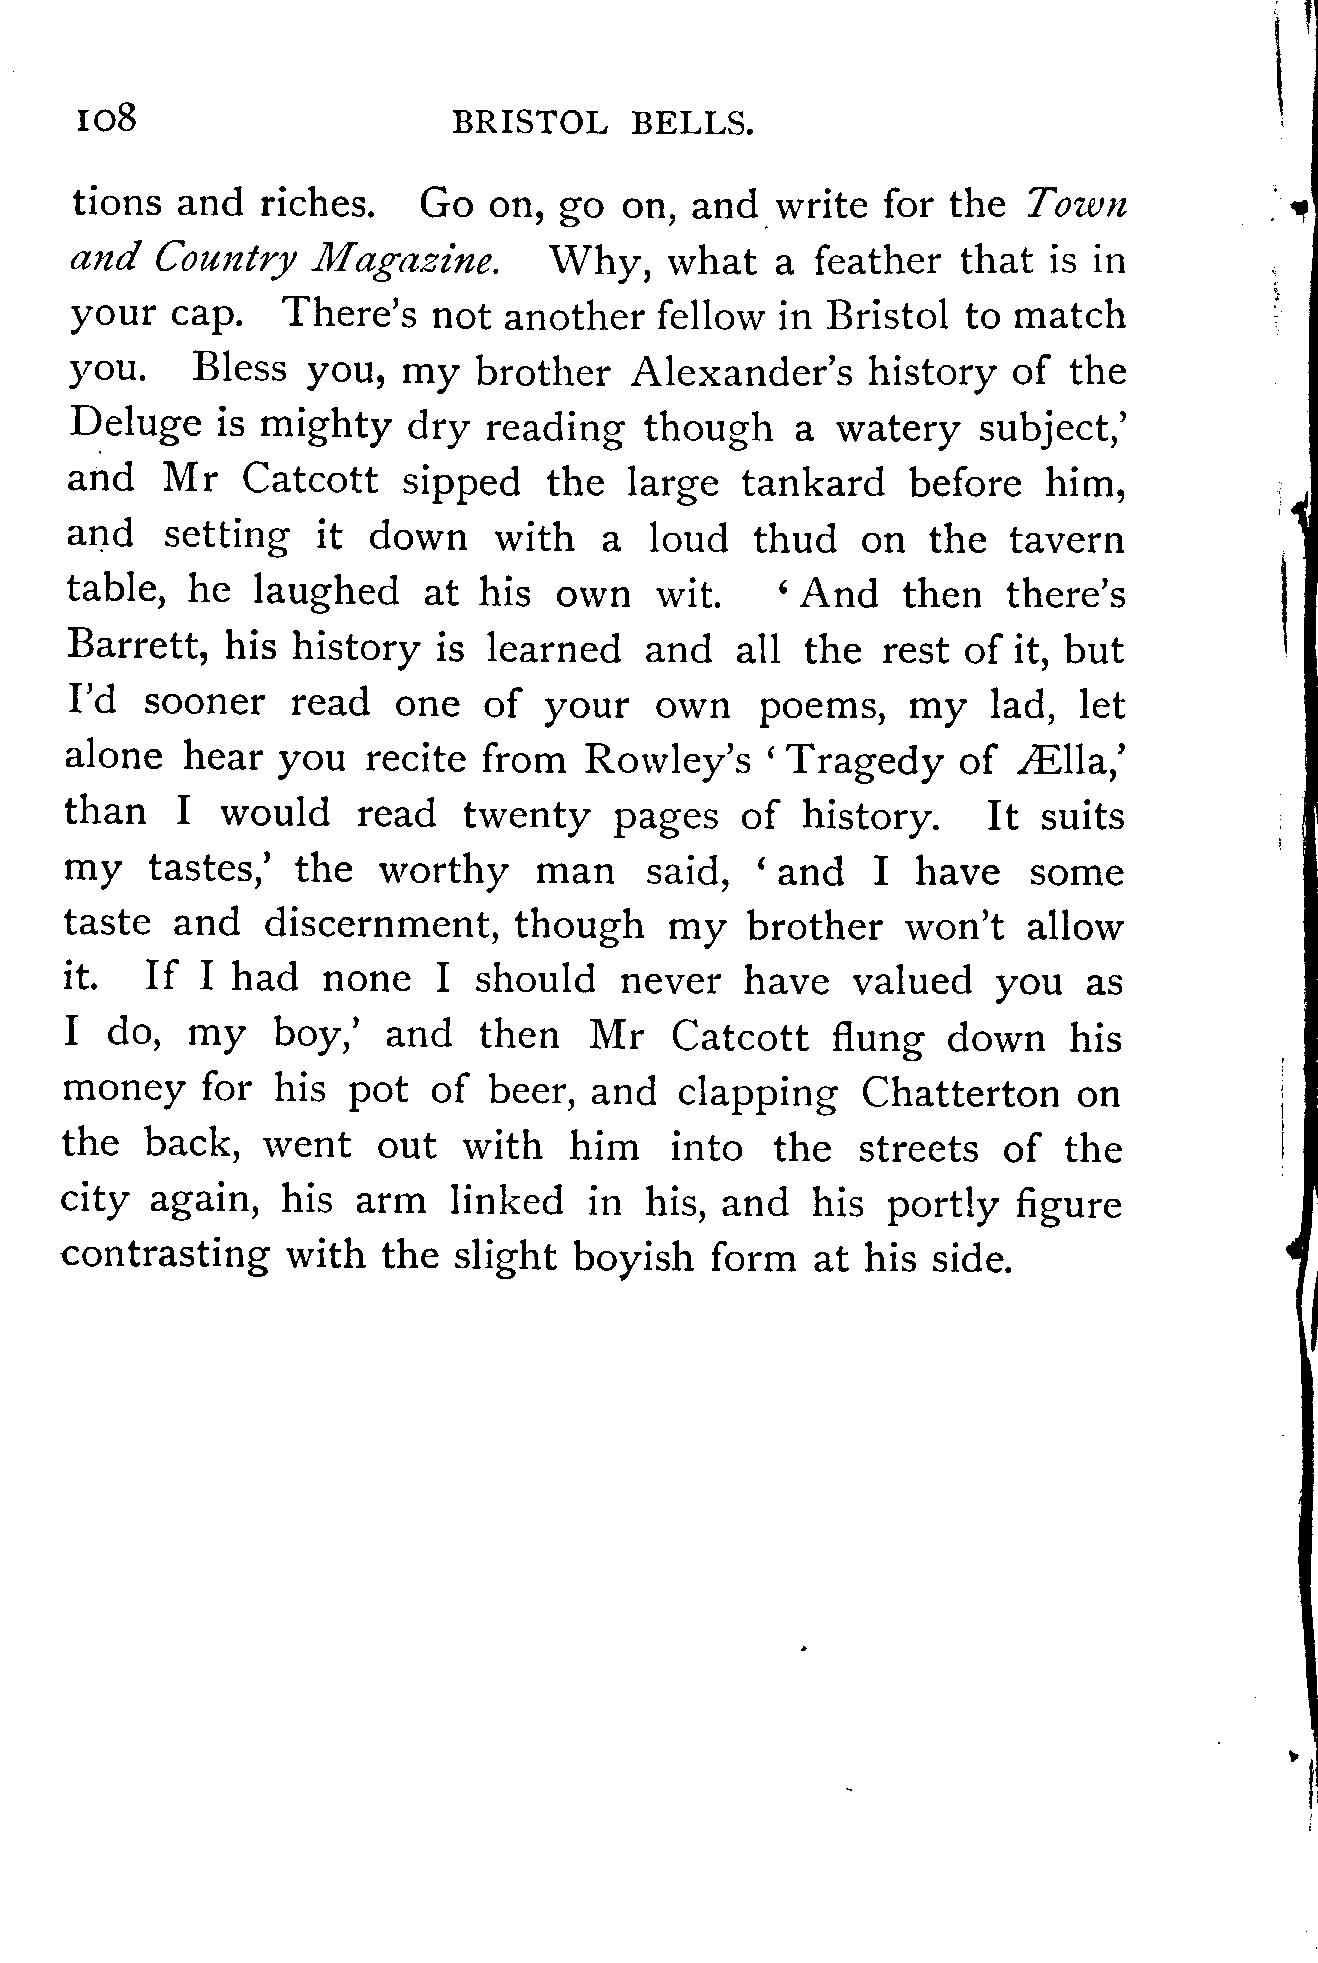 108 BRISTOL BELLS.
tions and riches. Go on, go on, and write for the Town
and Country Magazine. Why, what a feather that is in
your cap. There's not another fellow in Bristol to match
you. Bless you, my brother Alexander's history of the
Deluge is mighty dry reading though a watery subject,'
and Mr Catcott sipped the large tankard before him,
and setting it down with a loud thud on the tavern
table, he laughed at his own wit. ' And then there's
Barrett, his history is learned and all the rest of it, but
I'd sooner read one of your own poems, my lad, let
alone hear you recite from Rowley's ' Tragedy of Ælla,'
than I would read twenty pages of history. It suits
my tastes,' the worthy man said, ' and I have some
taste and discernment, though my brother won't allow
it. If I had none I should never have valued you as
I do, my boy,' and then Mr Catcott flung down his
money for his pot of beer, and clapping Chatterton on
the back, went out with him into the streets of the
city again, his arm linked in his, and his portly figure
contrasting with the slight boyish form at his side.